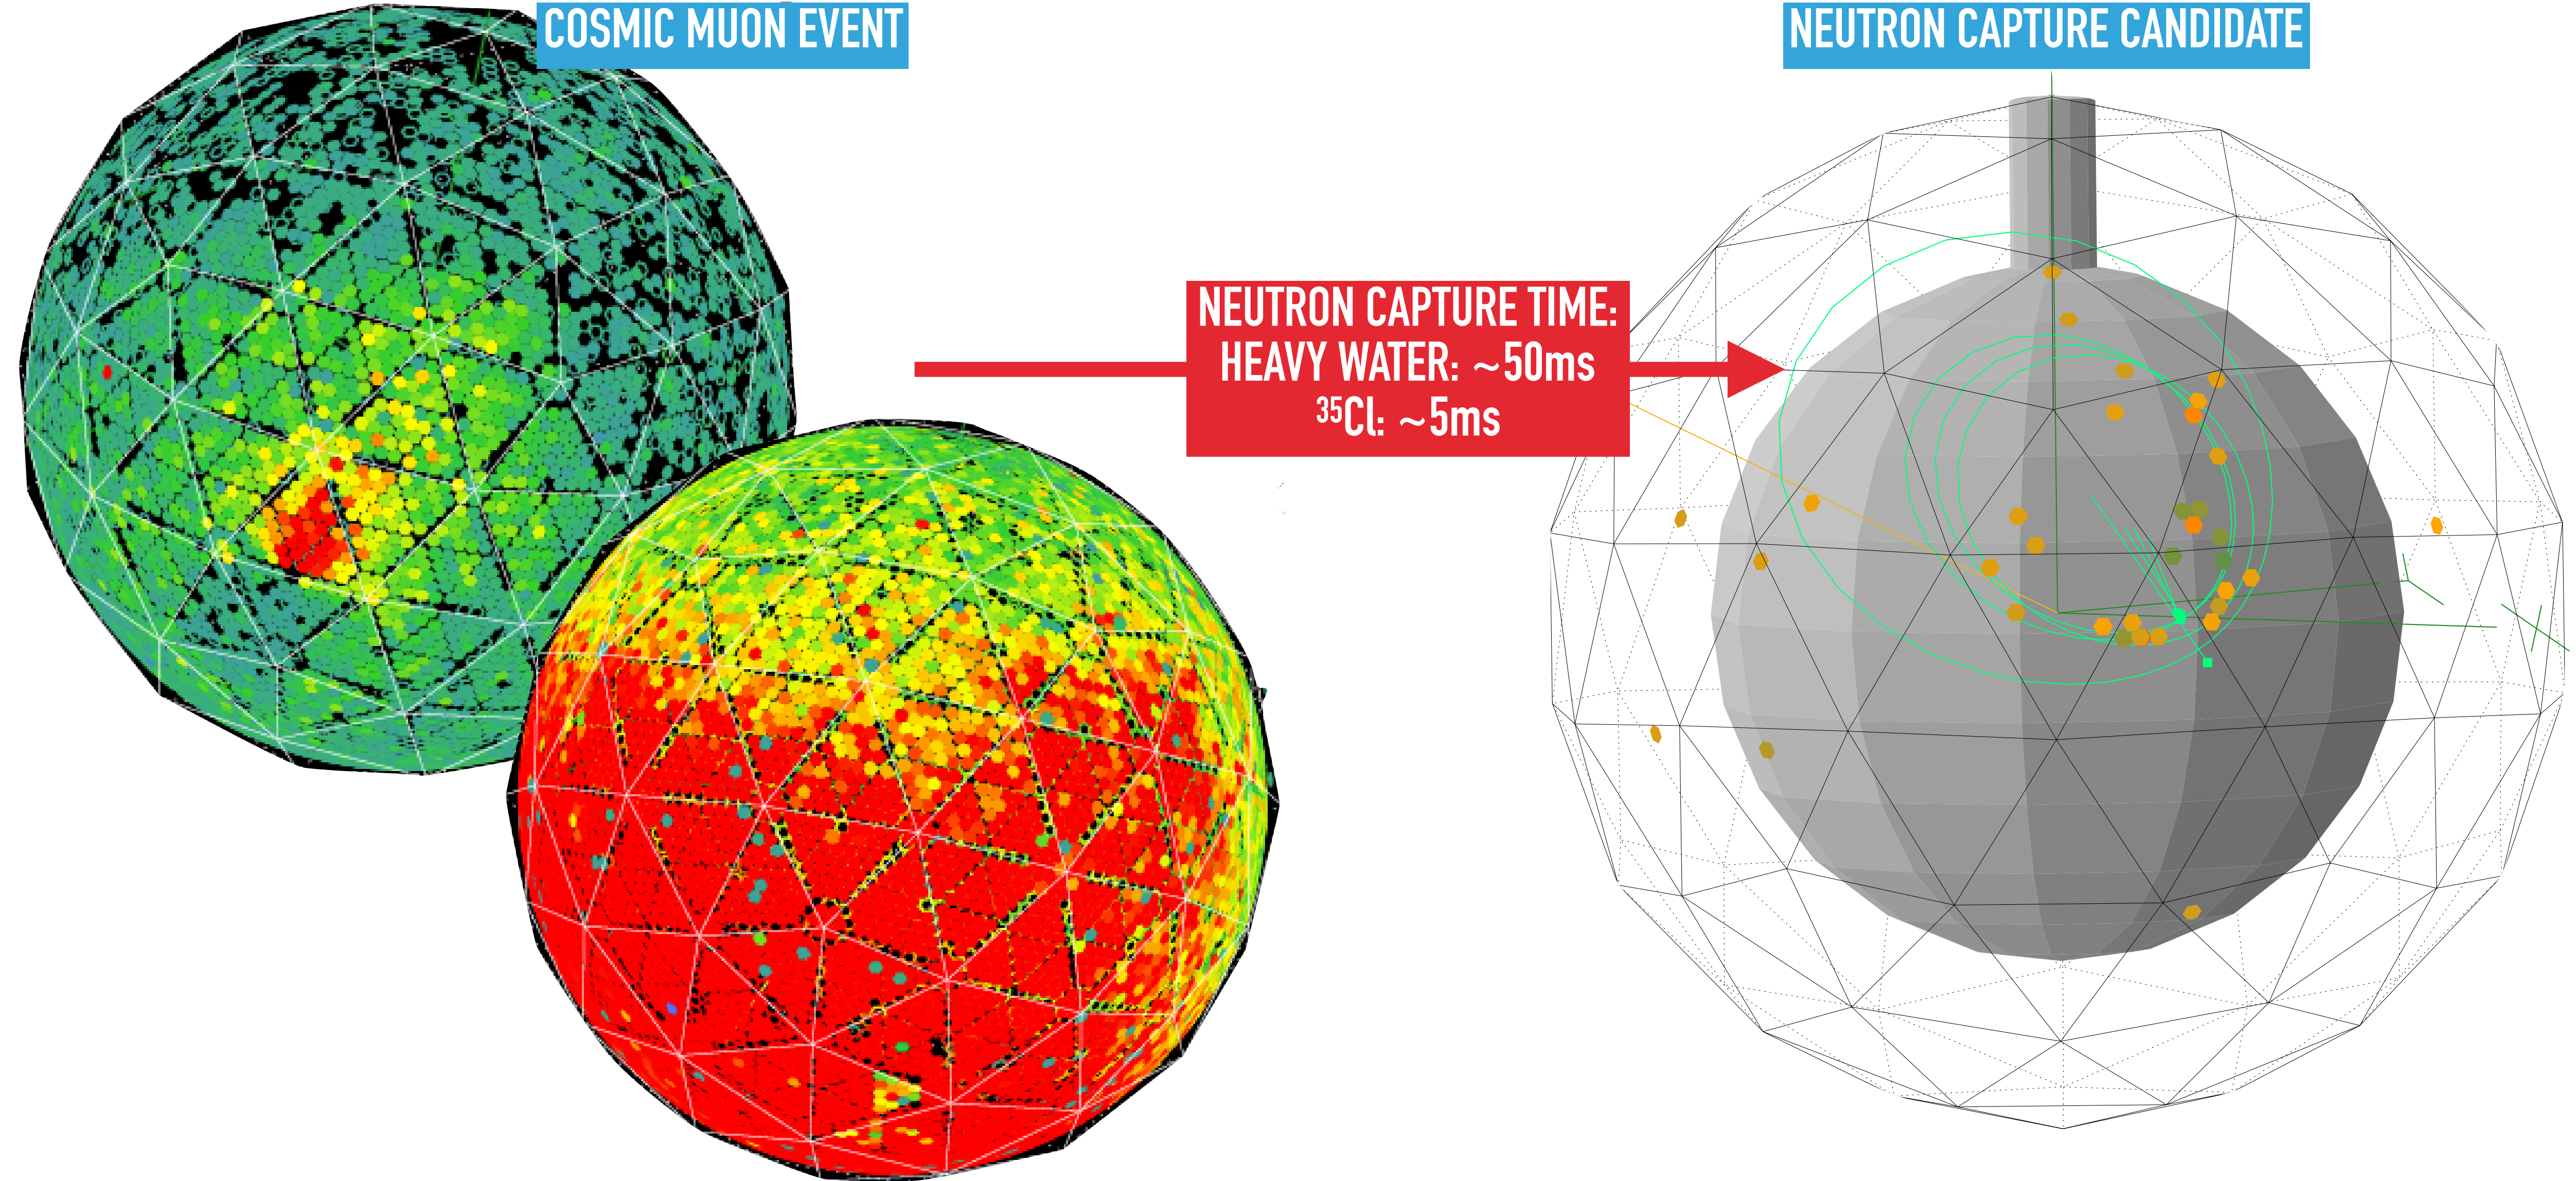 COSMIC MUON EVENT
NEUTRON CAPTURE CANDIDATE
NEUTRON CAPTURE TIME:
HEAVY WATER: ~50ms
³⁵Cl: ~5ms